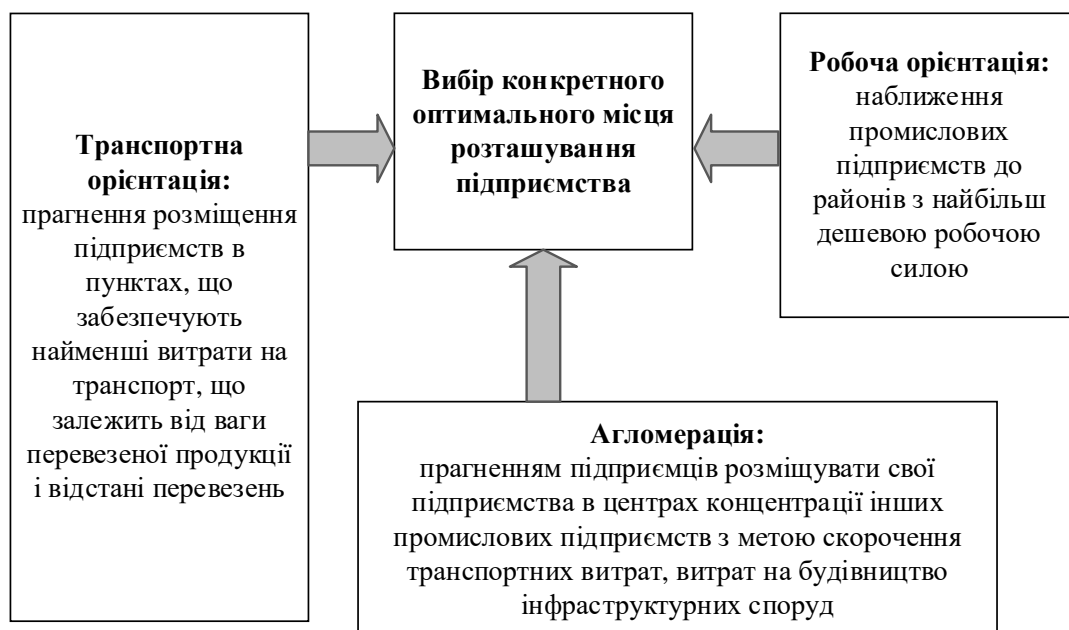 Транспортна
орієнтація:
прагнення розміщення
підприємств в
пунктах, що
забезпечують
найменші витрати на
транспорт, що
залежить від ваги
перевезеної продукції
і відстані перевезень
Вибір конкретного
оптимального місця
розташування
підприємства
Робоча орієнтація:
наближення
промислових
підприємств до
районів з найбільш
дешевою робочою
силою
Агломерація:
прагненням підприємців розміщувати свої
підприємства в центрах концентрації інших
промислових підприємств з метою скорочення
транспортних витрат, витрат на будівництво
інфраструктурних споруд